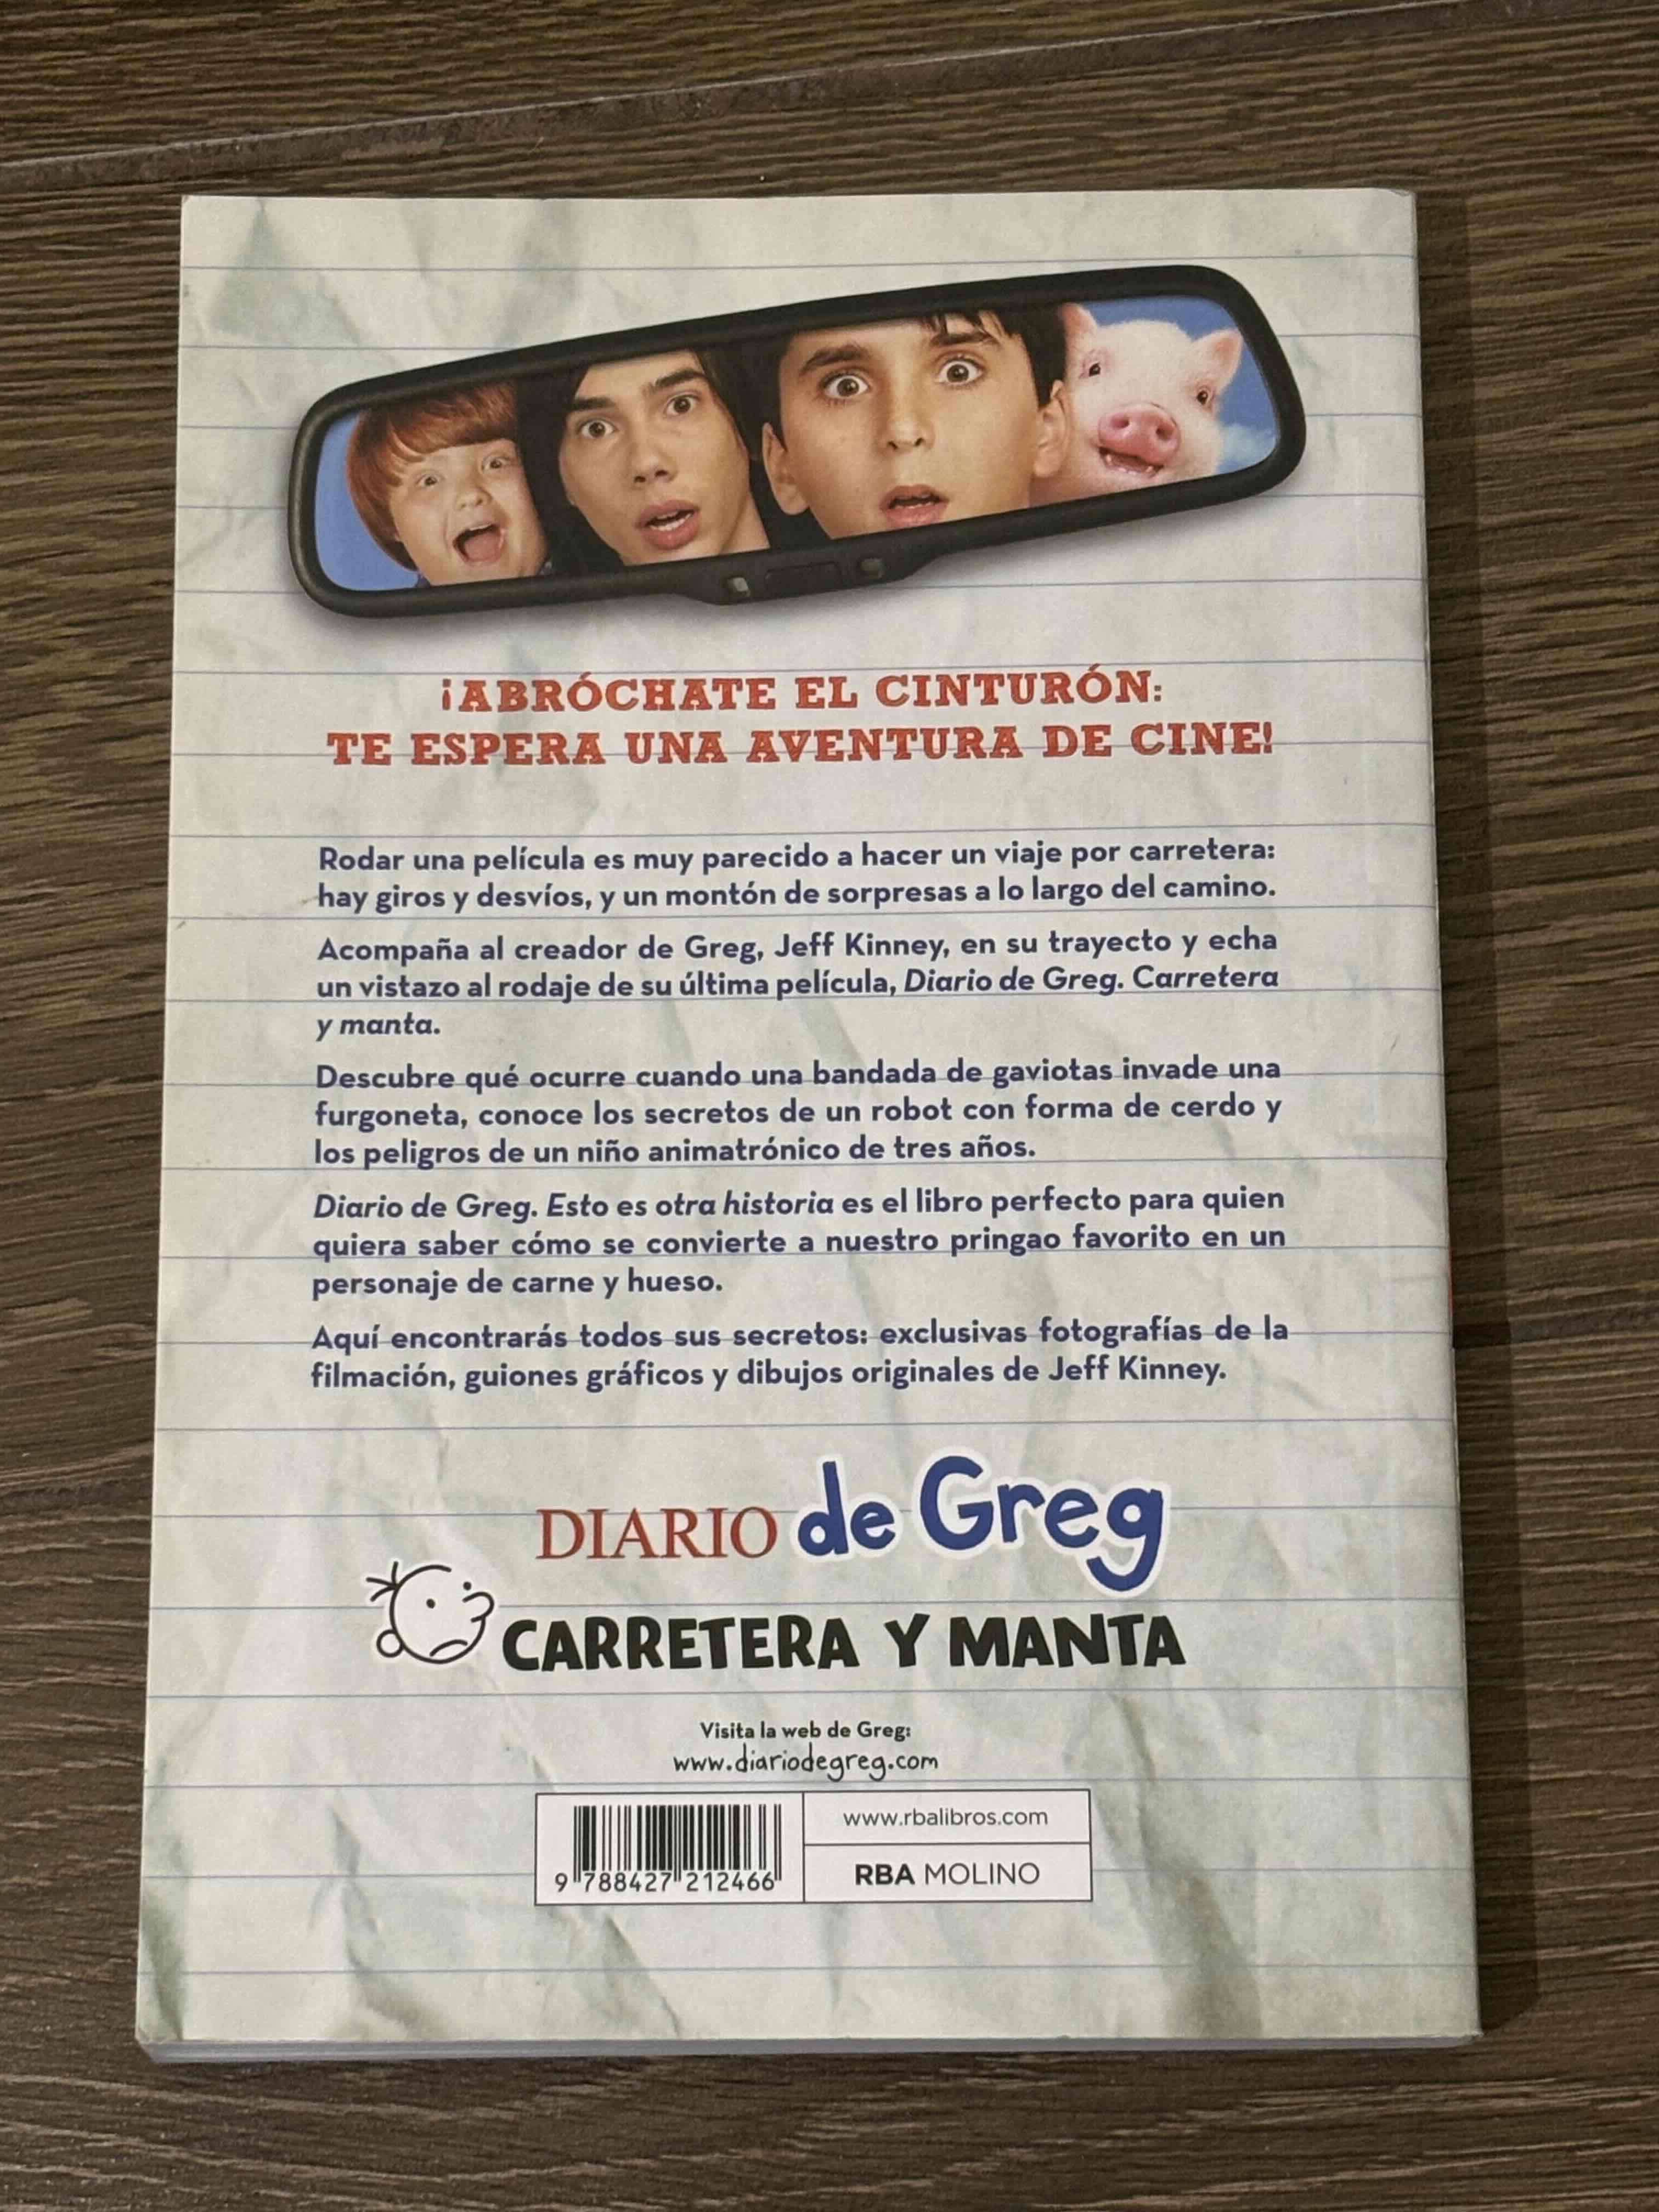 ¡ABRÓCHATE EL CINTURÓN:
TE ESPERA UNA AVENTURA DE CINE!
Rodar una película es muy parecido a hacer un viaje por carretera:
hay giros y desvíos, y un montón de sorpresas a lo largo del camino.
Acompaña al creador de Greg, Jeff Kinney, en su trayecto y echa
un vistazo al rodaje de su última película, Diario de Greg. Carretera
y manta.
Descubre qué ocurre cuando una bandada de gaviotas invade una
furgoneta, conoce los secretos de un robot con forma de cerdo y
los peligros de un niño animatrónico de tres años.
Diario de Greg. Esto es otra historia es el libro perfecto para quien
quiera saber cómo se convierte a nuestro pringao favorito en un
personaje de carne y hueso.
Aquí encontrarás todos sus secretos: exclusivas fotografías de la
filmación, guiones gráficos y dibujos originales de Jeff Kinney.
DIARIO de Greg
CARRETERA Y MANTA
Visita la web de Greg:
www.diariodegreg.com
9 788427 212466
www.rbalibros.com
RBA MOLINO